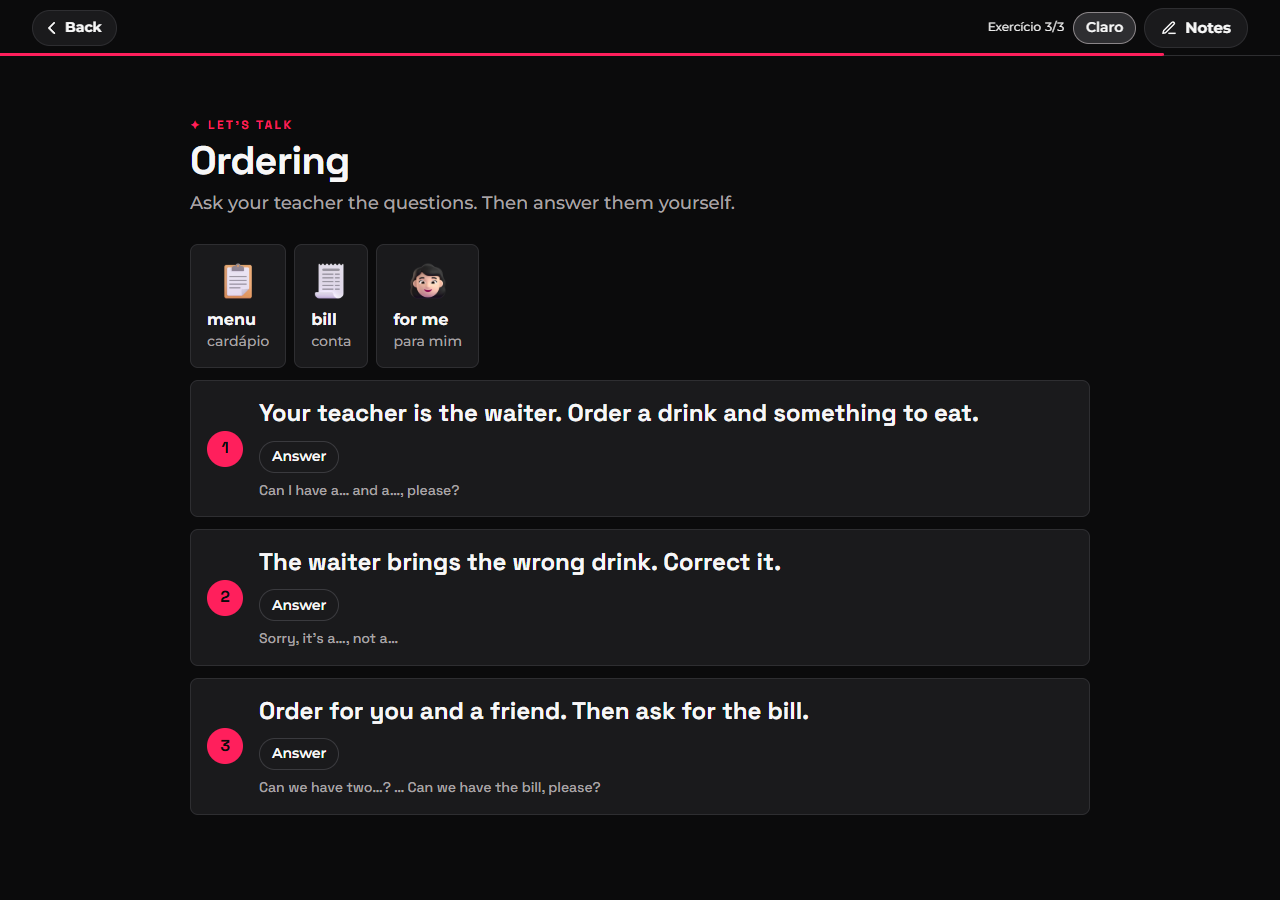 Back
Exercício 3/3
Claro
Notes
✦ LET'S TALK
Ordering
Ask your teacher the questions. Then answer them yourself.
menu
cardápio
bill
conta
for me
para mim
1
Your teacher is the waiter. Order a drink and something to eat.
Answer
Can I have a… and a…, please?
2
The waiter brings the wrong drink. Correct it.
Answer
Sorry, it's a…, not a…
3
Order for you and a friend. Then ask for the bill.
Answer
Can we have two…? … Can we have the bill, please?